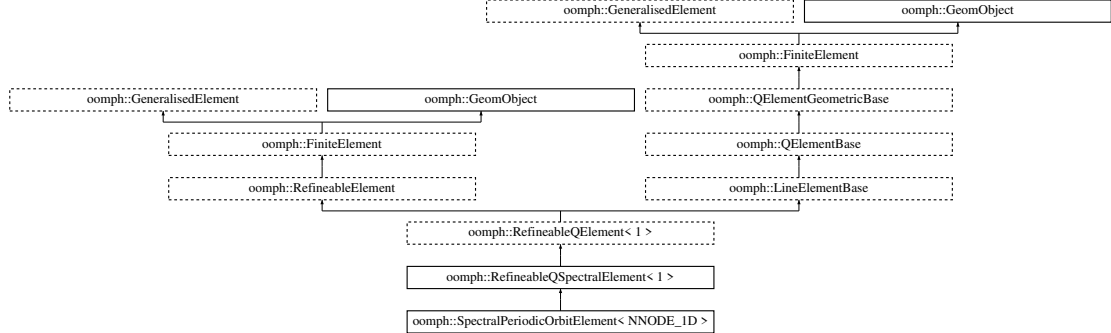 oomph::GeneralisedElement
oomph::GeomObject
oomph::FiniteElement
oomph::GeneralisedElement
oomph::GeomObject
oomph::QElementGeometricBase
oomph::FiniteElement
oomph::QElementBase
oomph::RefineableElement
oomph::LineElementBase
oomph::RefineableQElement< 1 >
oomph::RefineableQSpectralElement< 1 >
oomph::SpectralPeriodicOrbitElement< NNODE_1D >